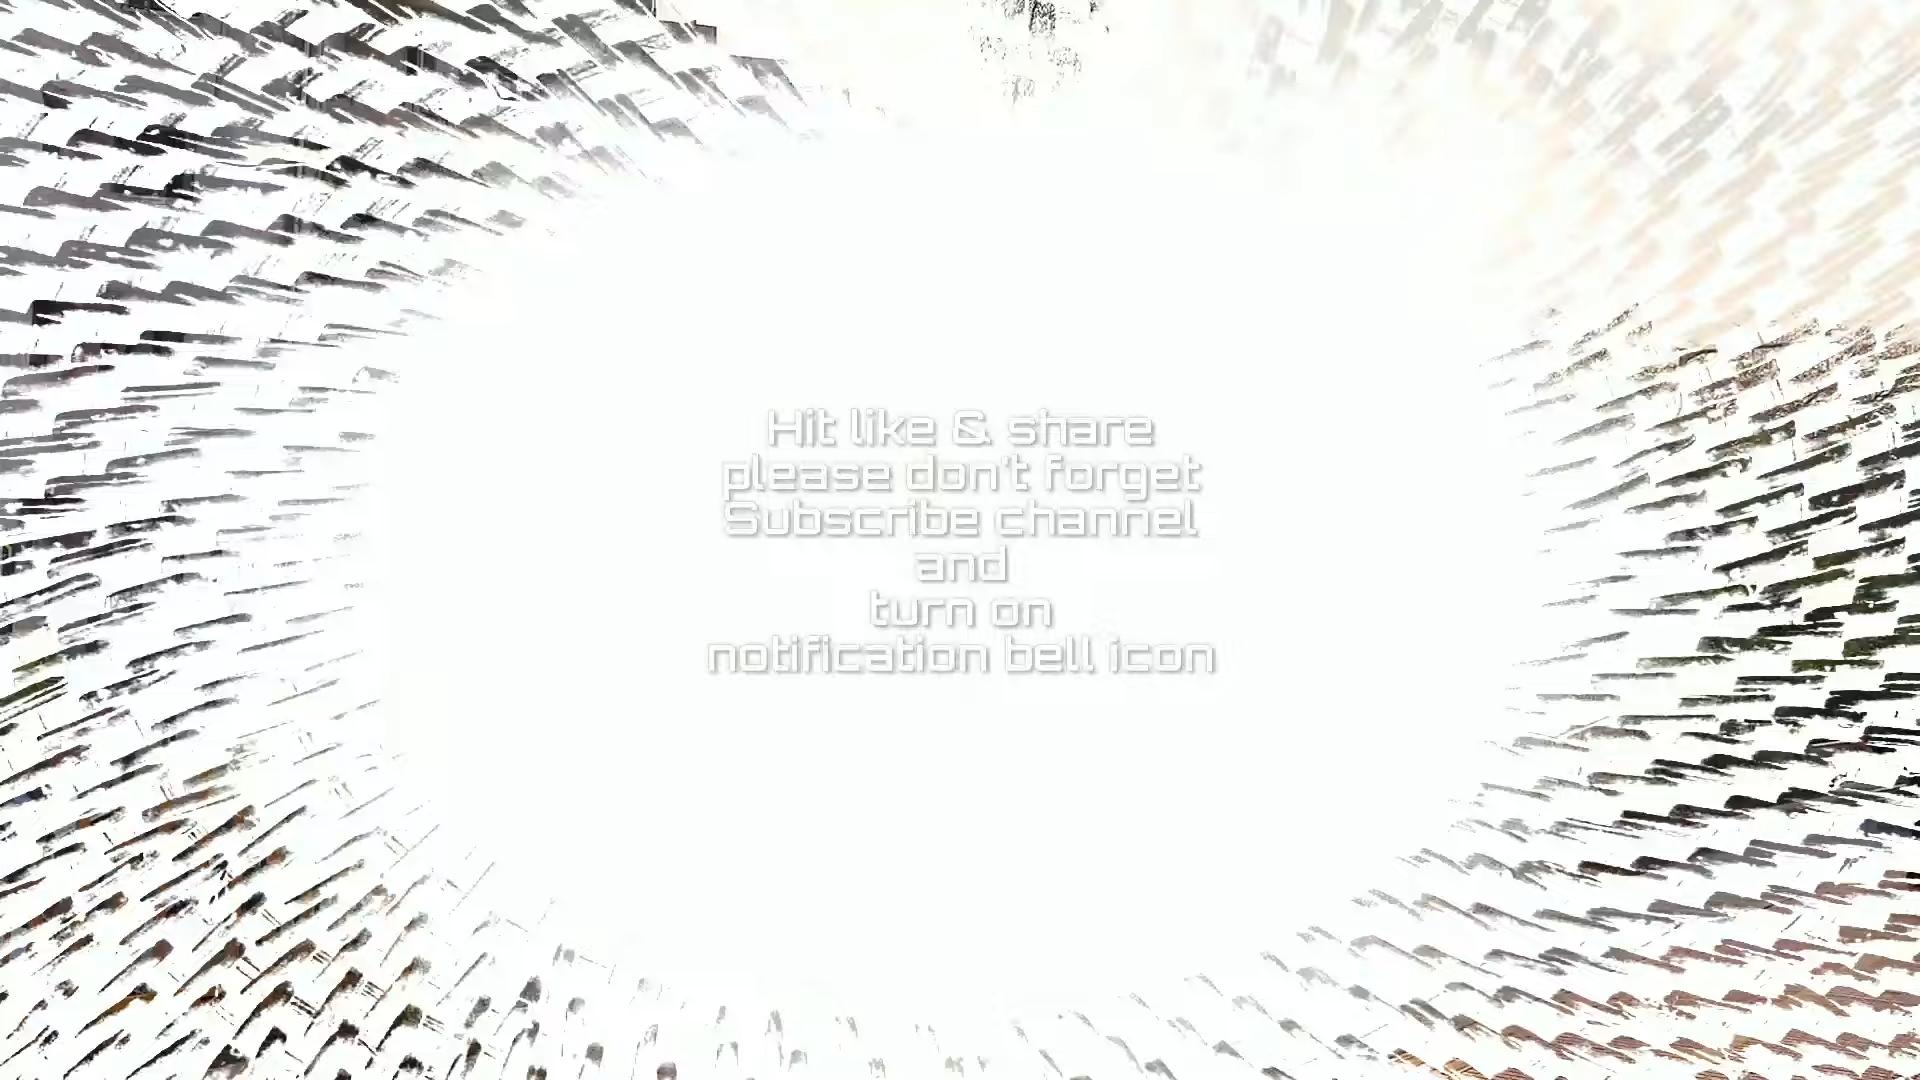 Hit like & share
please don't forget
Subscribe channel
and
turn on
notification bell icon